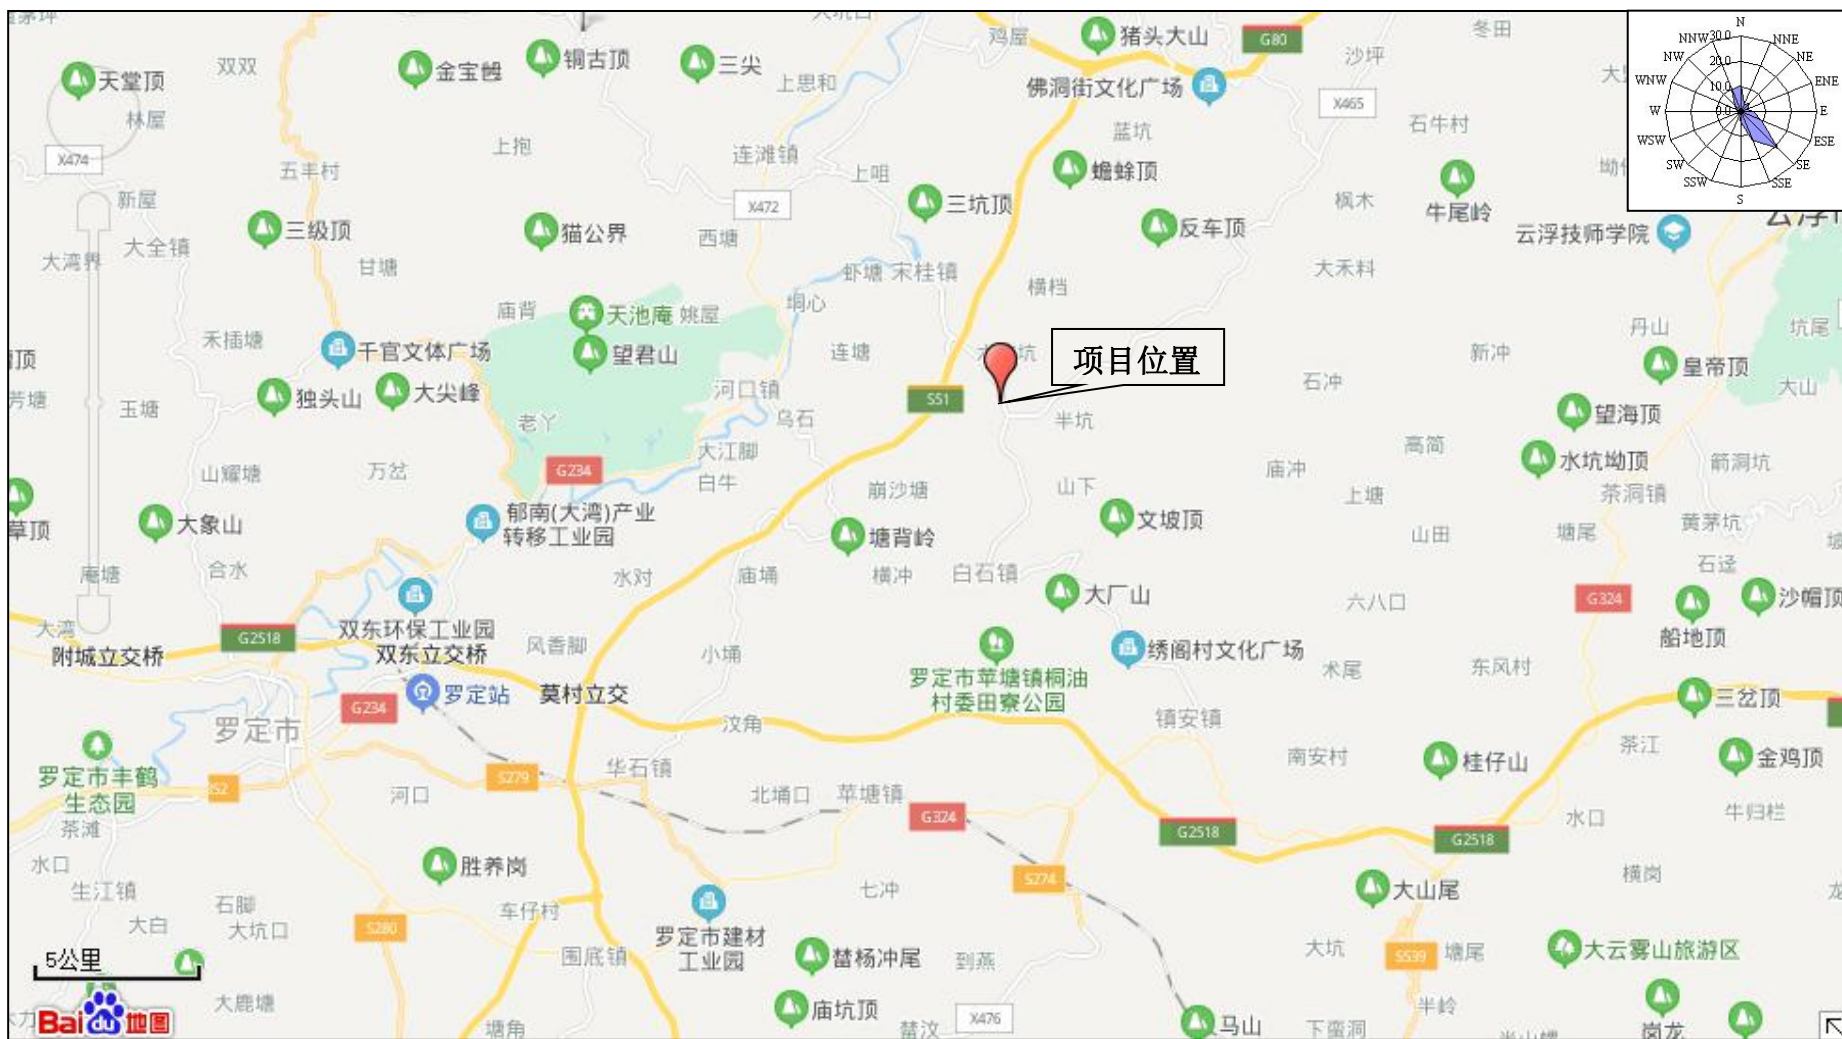 鸡屋
猪头大山
G80
冬田
N
NNW
30.0
NNE
NW
20.0
NE
WNW
10.0
ENE
W
0.0
E
WSW
ESE
SW
SE
SSW
SSE
S
双双
金宝
铜古顶
三尖
上思和
沙坪
天堂顶
林屋
佛洞街文化广场
X465
蓝坑
石牛村
X474
五丰村
上抱
连滩镇
上咀
蟾蜍顶
新屋
X472
三坑顶
枫木
牛尾岭
三级顶
猫公界
西塘
反车顶
云浮技师学院
大湾界
大全镇
甘塘
虾塘
宋桂镇
横档
大禾料
庙背
天池庵
姚屋
垌心
丹山
坑尾
禾插塘
千官文体广场
望君山
连塘
项目位置
新冲
皇帝顶
独头山
大尖峰
河口镇
S51
石冲
大山
芳塘
玉塘
老丫
乌石
半坑
望海顶
大江脚
高简
山耀塘
万岔
G234
白牛
崩沙塘
山下
庙冲
上塘
水坑坳顶
箭洞坑
茶洞镇
草顶
大象山
郁南(大湾)产业
转移工业园
塘背岭
文坡顶
山田
塘尾
黄茅坑
庵塘
合水
水对
庙埇
横冲
白石镇
石迳
双东环保工业园
大厂山
六八口
G324
沙帽顶
大湾
G2518
双东立交桥
风香脚
小埇
绣阁村文化广场
船地顶
附城立交桥
罗定站
莫村立交
罗定市苹塘镇桐油
村委田寮公园
术尾
东风村
G234
罗定市
汶角
镇安镇
三岔顶
罗定市丰鹤
生态园
S279
华石镇
南安村
桂仔山
茶江
金鸡顶
河口
北埇口
苹塘镇
G324
牛归栏
茶滩
G2518
G2518
水口
水口
胜养岗
S274
横岗
生江镇
石脚
七冲
大山尾
大白
大坑口
S280
车仔村
罗定市建材
工业园
围底镇
榃杨冲尾
到燕
大坑
S539
塘尾
大云雾山旅游区
5公里
大鹿塘
庙坑顶
X476
半岭
Bai du 地图
塘角
榃汶
马山
下蛮洞
岗龙